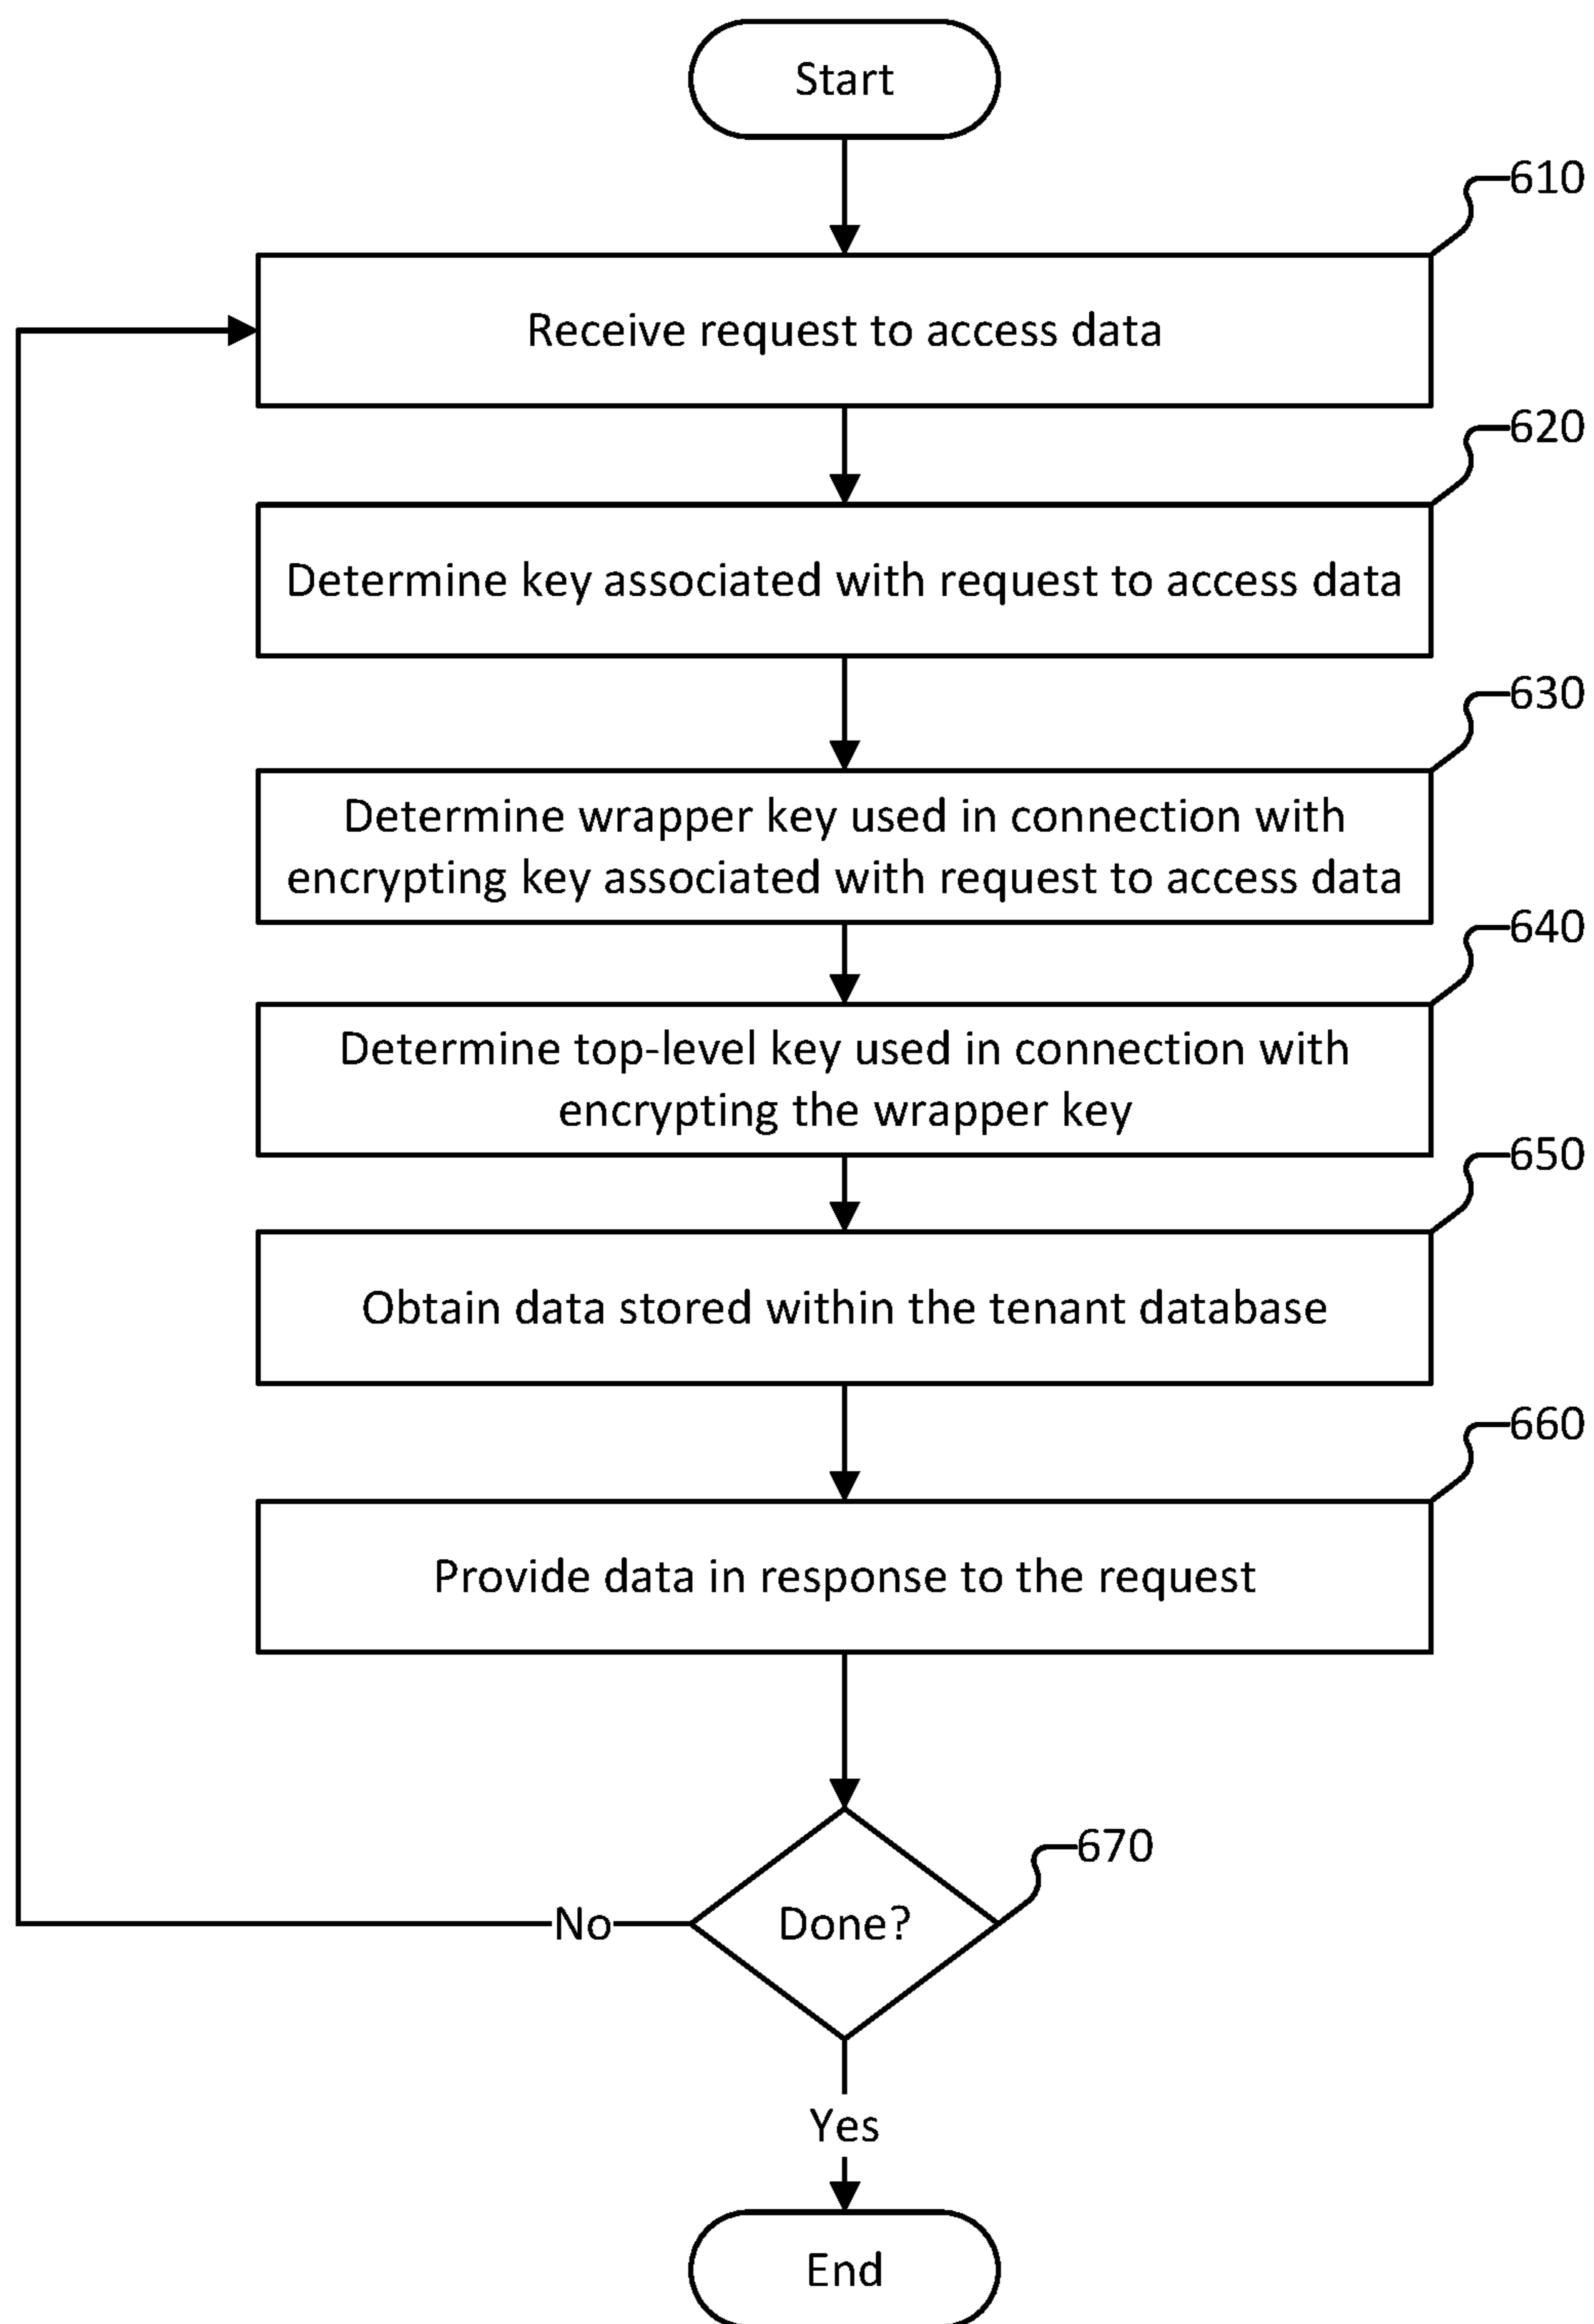 Start
610
Receive request to access data
620
Determine key associated with request to access data
630
Determine wrapper key used in connection with
encrypting key associated with request to access data
640
Determine top-level key used in connection with
encrypting the wrapper key
650
Obtain data stored within the tenant database
660
Provide data in response to the request
670
Done?
No
Yes
End